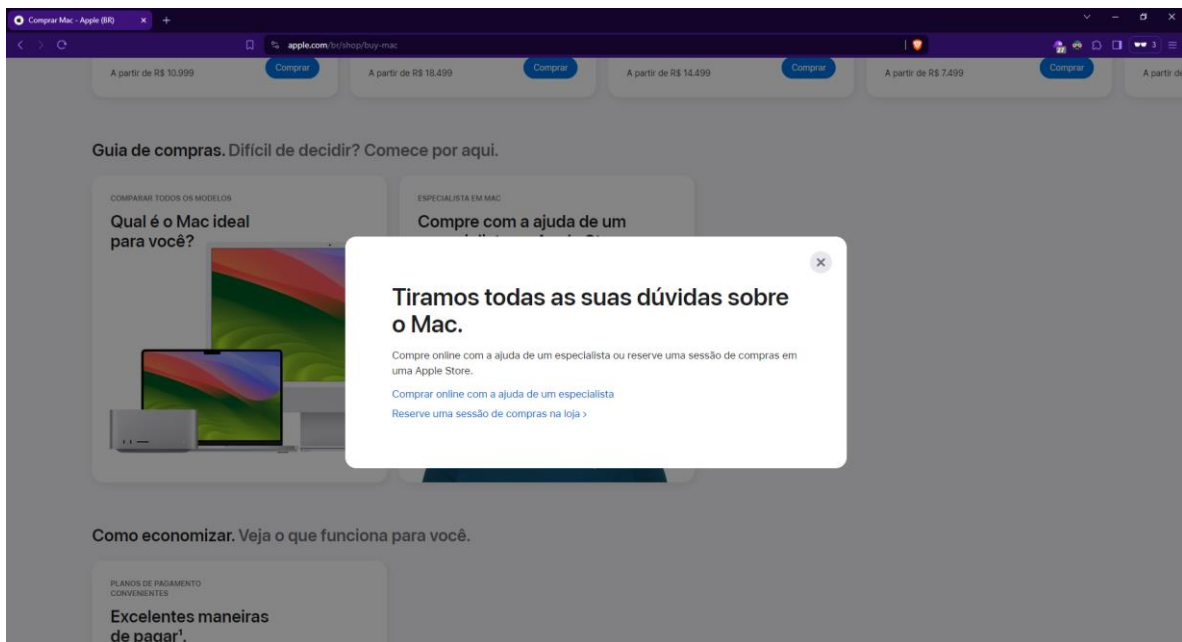 Comprar Mac - Apple (BR)
apple.com/br/shop/buy-mac
27
3
A partir de R$ 10.999
Comprar
A partir de R$ 18.499
Comprar
A partir de R$ 14.499
Comprar
A partir de R$ 7.499
Comprar
A partir de
Guia de compras. Difícil de decidir? Comece por aqui.
COMPARAR TODOS OS MODELOS
Qual é o Mac ideal
para você?
ESPECIALISTA EM MAC
Compre com a ajuda de um
Tiramos todas as suas dúvidas sobre
o Mac.
Compre online com a ajuda de um especialista ou reserve uma sessão de compras em
uma Apple Store.
Comprar online com a ajuda de um especialista
Reserve uma sessão de compras na loja >
Como economizar. Veja o que funciona para você.
PLANOS DE PAGAMENTO
CONVENIENTES
Excelentes maneiras
de pagar¹.